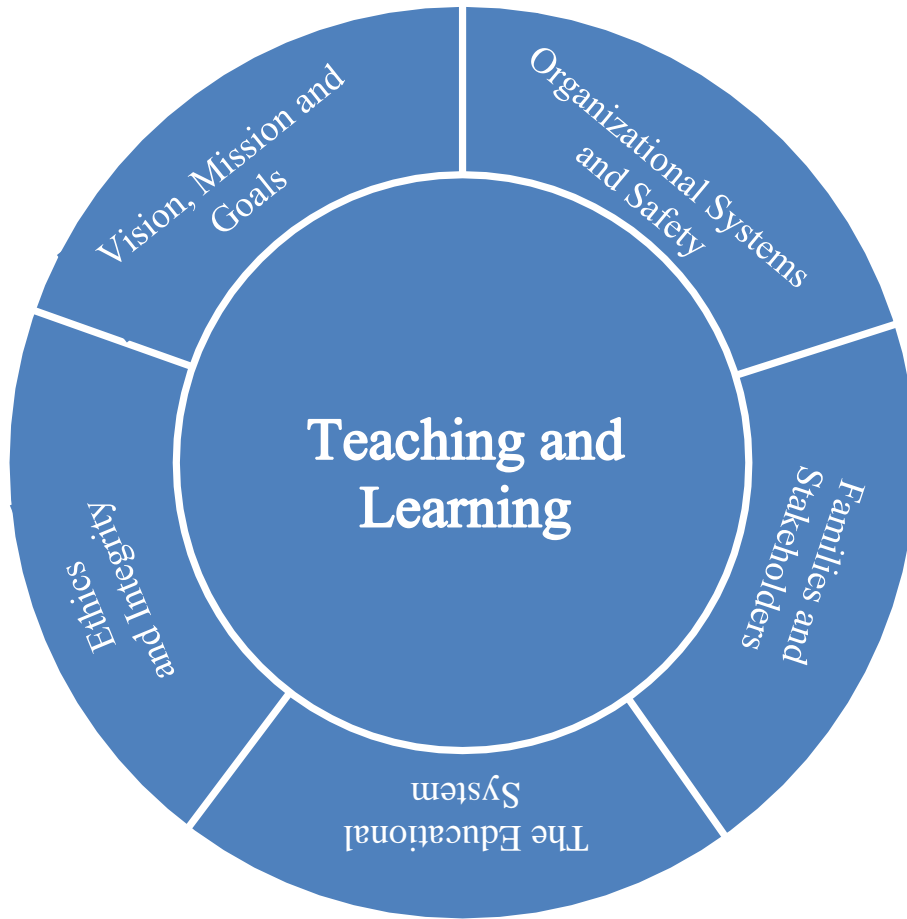 Vision, Mission and
Goals
Organizational Systems
and Safety
Teaching and
Learning
Families and
Stakeholders
The Educational
System
Ethics
and Integrity